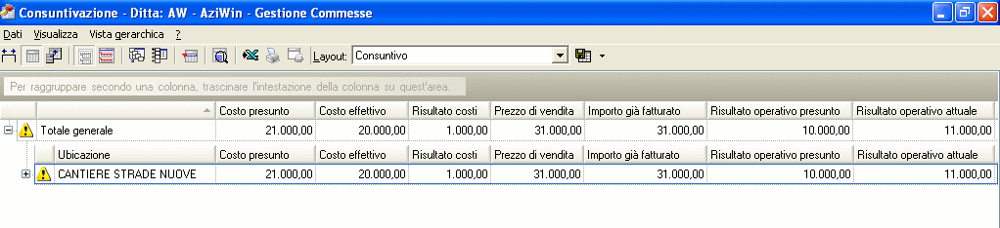 Consuntivazione - Ditta: AW - AziWin - Gestione Commesse
Dati Visualizza Vista gerarchica ?
Layout: Consuntivo
Per raggruppare secondo una colonna, trascinare l'intestazione della colonna su quest'area.
Costo presunto Costo effettivo Risultato costi Prezzo di vendita Importo già fatturato Risultato operativo presunto Risultato operativo attuale
Totale generale 21.000,00 20.000,00 1.000,00 31.000,00 31.000,00 10.000,00 11.000,00
Ubicazione Costo presunto Costo effettivo Risultato costi Prezzo di vendita Importo già fatturato Risultato operativo presunto Risultato operativo attuale
CANTIERE STRADE NUOVE 21.000,00 20.000,00 1.000,00 31.000,00 31.000,00 10.000,00 11.000,00